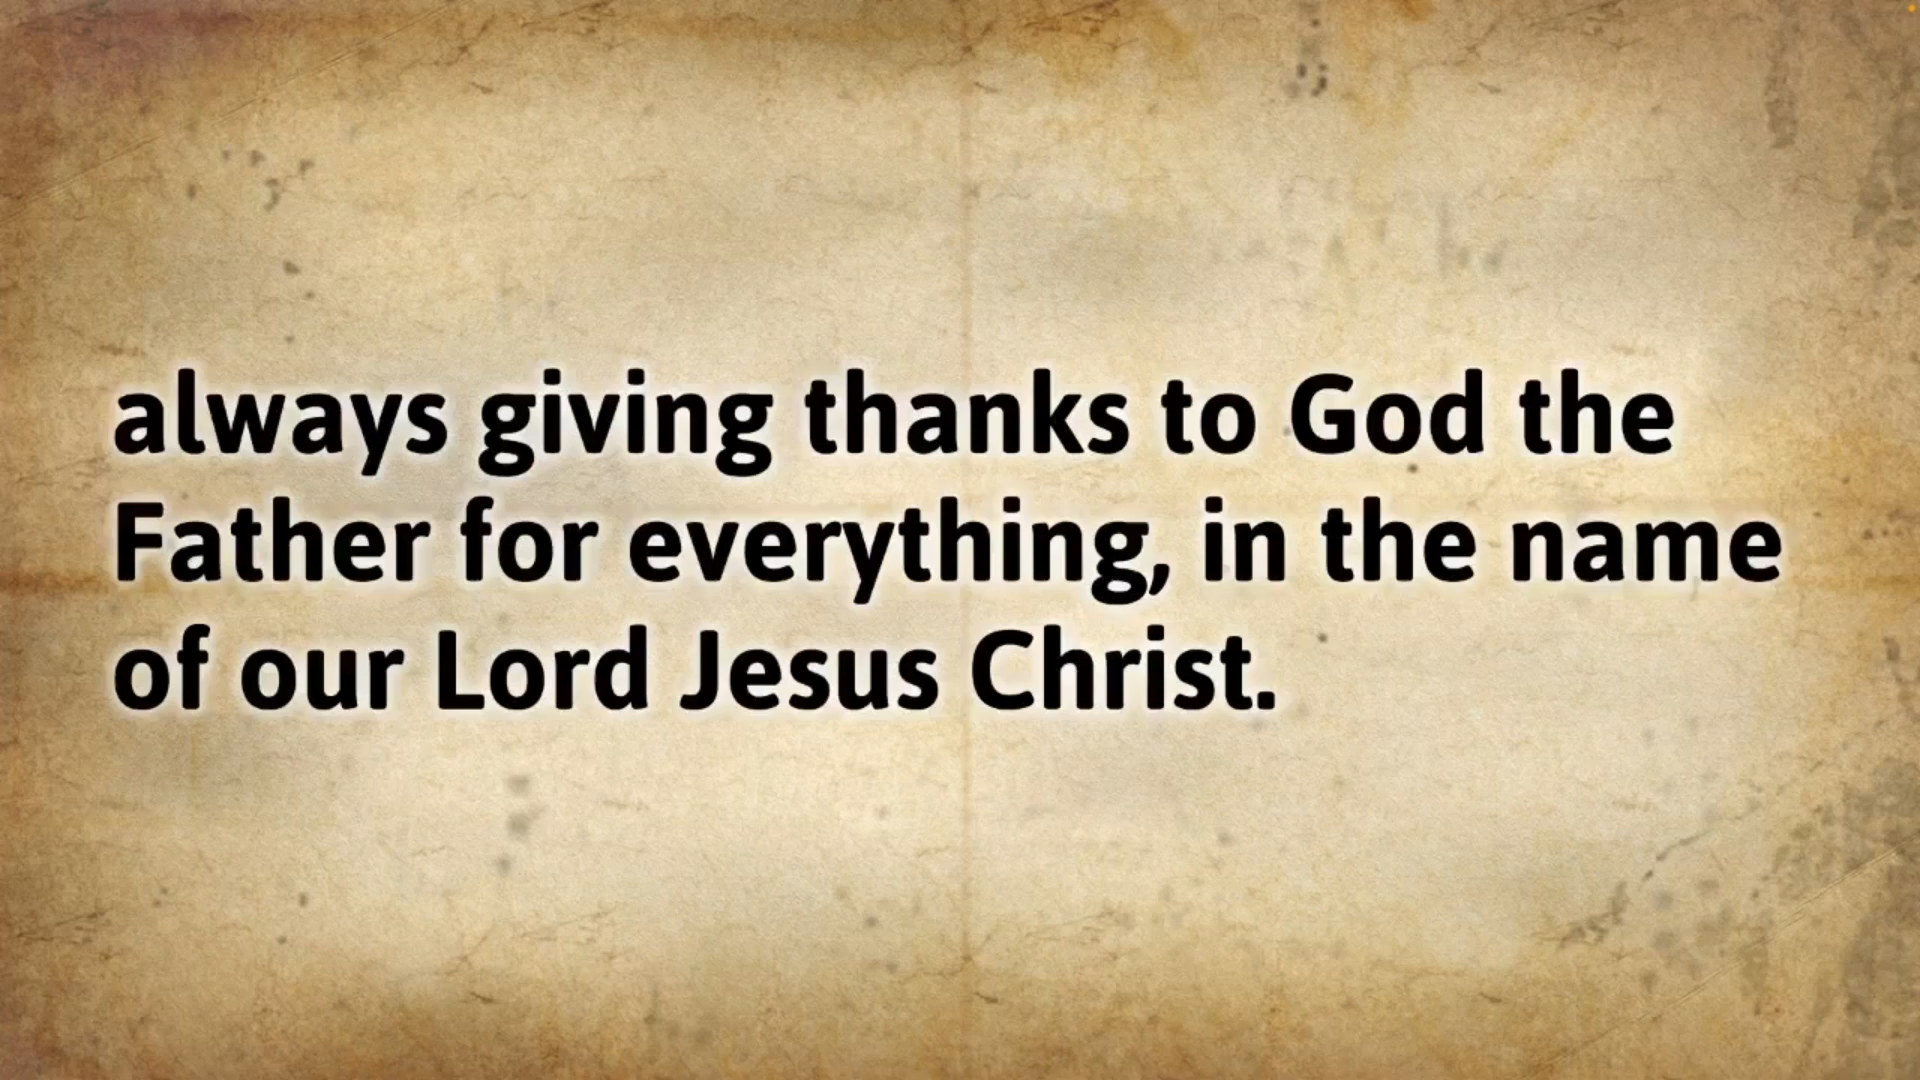 always giving thanks to God the
Father for everything, in the name
of our Lord Jesus Christ.